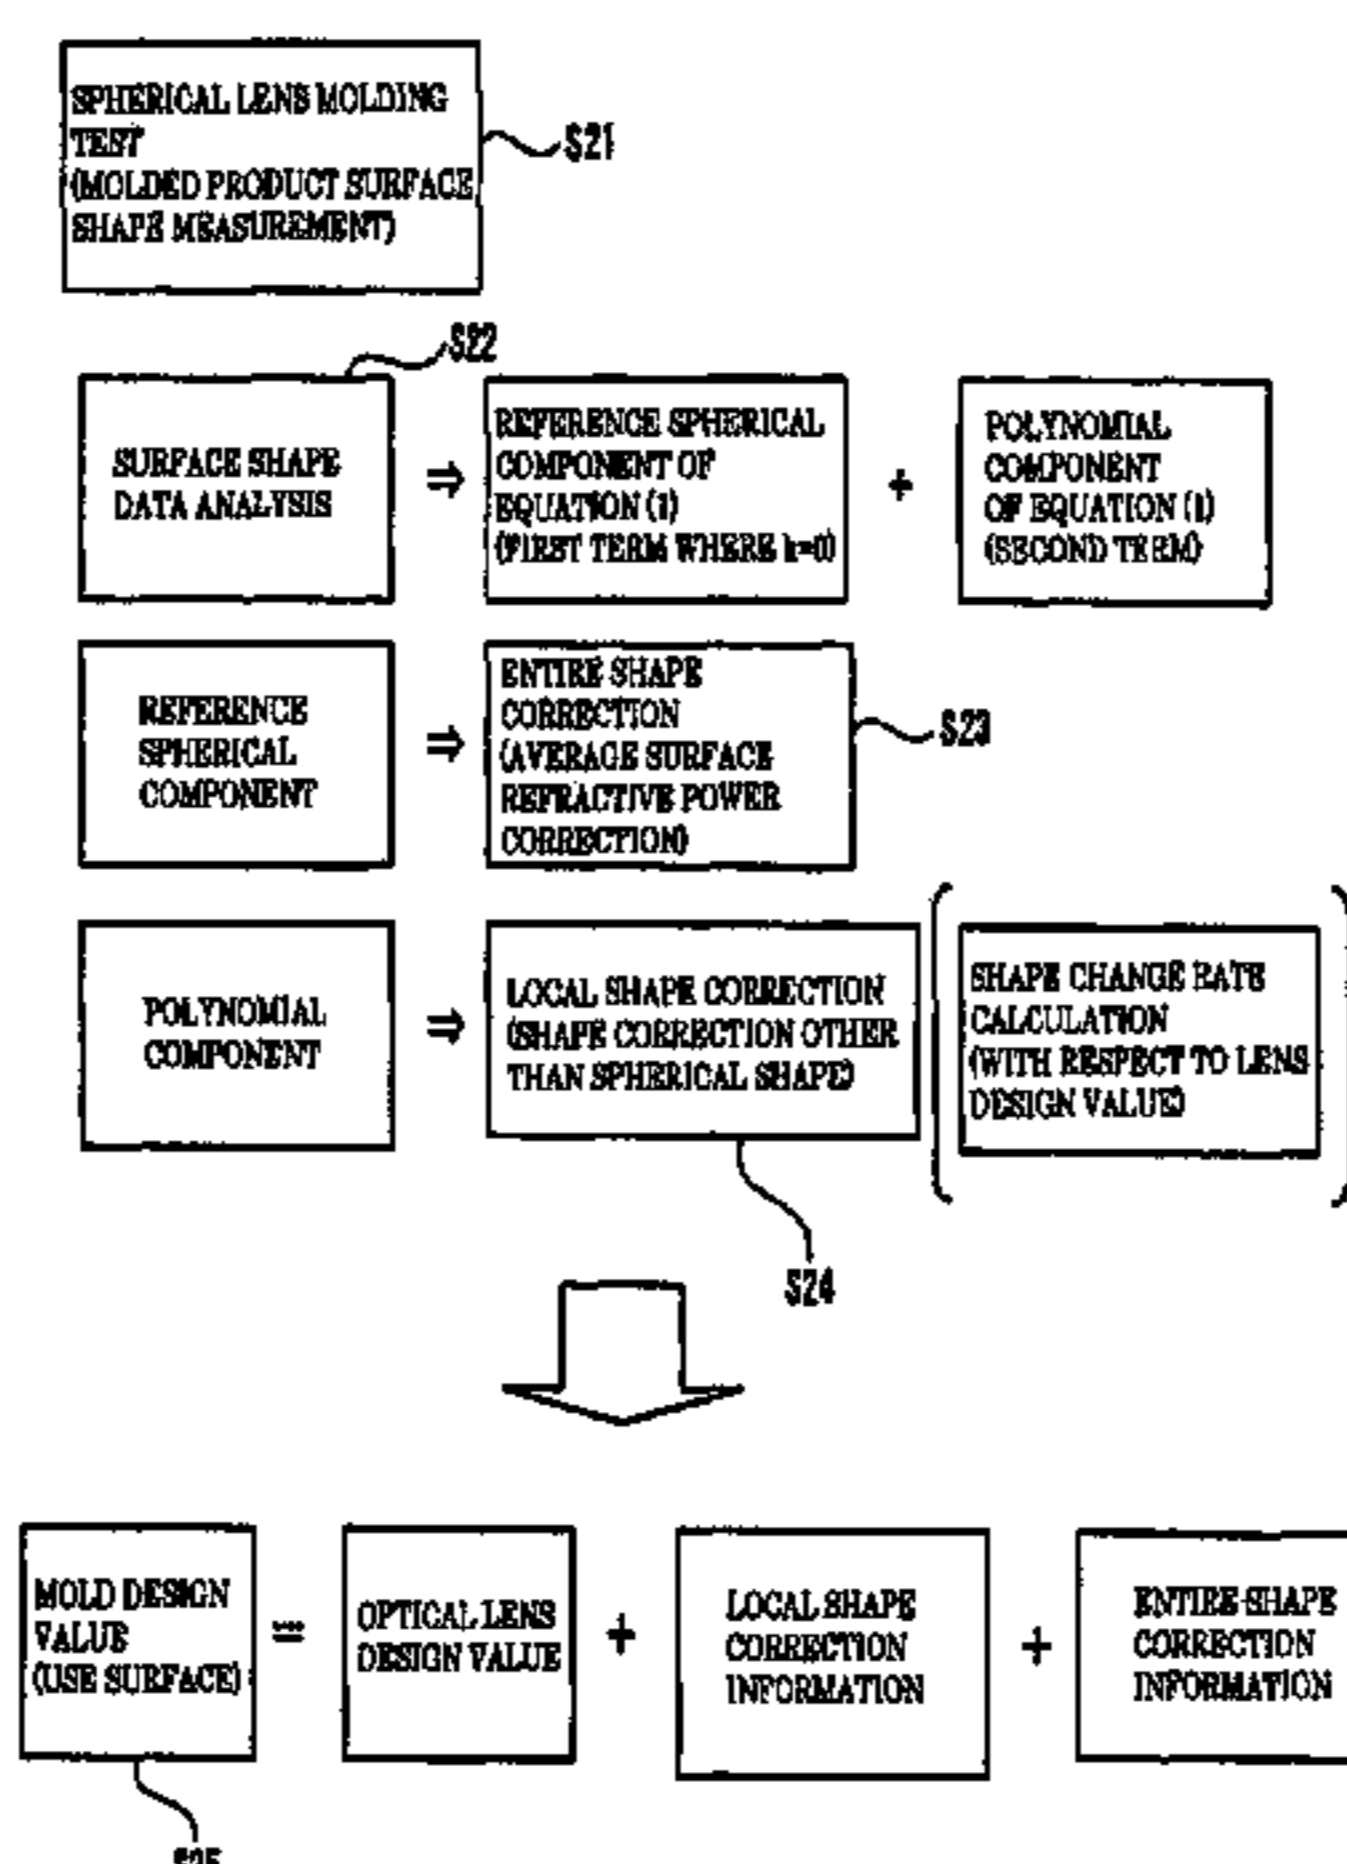 SPHERICAL LENS MOLDING
TEST
(MOLDED PRODUCT SURFACE
SHAPE MEASUREMENT)
S21
S22
SURFACE SHAPE
DATA ANALYSIS
⇒
REFERENCE SPHERICAL
COMPONENT OF
EQUATION (1)
(FIRST TERM WHERE k=0)
+
POLYNOMIAL
COMPONENT
OF EQUATION (1)
(SECOND TERM)
REFERENCE
SPHERICAL
COMPONENT
⇒
ENTIRE SHAPE
CORRECTION
(AVERAGE SURFACE
REFRACTIVE POWER
CORRECTION)
S23
POLYNOMIAL
COMPONENT
⇒
LOCAL SHAPE CORRECTION
(SHAPE CORRECTION OTHER
THAN SPHERICAL SHAPE)
SHAPE CHANGE RATE
CALCULATION
(WITH RESPECT TO LENS
DESIGN VALUE)
S24
MOLD DESIGN
VALUE
(USE SURFACE)
=
OPTICAL LENS
DESIGN VALUE
+
LOCAL SHAPE
CORRECTION
INFORMATION
+
ENTIRE SHAPE
CORRECTION
INFORMATION